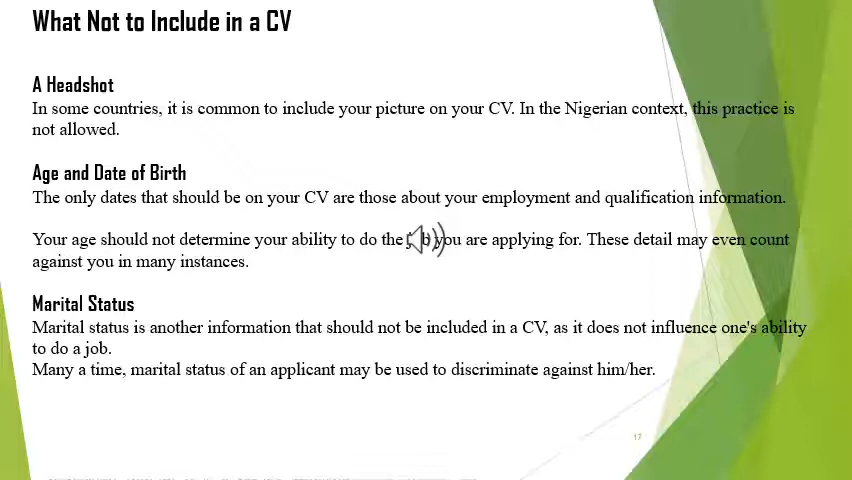 What Not to Include in a CV
A Headshot
In some countries, it is common to include your picture on your CV. In the Nigerian context, this practice is
not allowed.
Age and Date of Birth
The only dates that should be on your CV are those about your employment and qualification information.
Your age should not determine your ability to do the job you are applying for. These detail may even count
against you in many instances.
Marital Status
Marital status is another information that should not be included in a CV, as it does not influence one's ability
to do a job.
Many a time, marital status of an applicant may be used to discriminate against him/her.
17